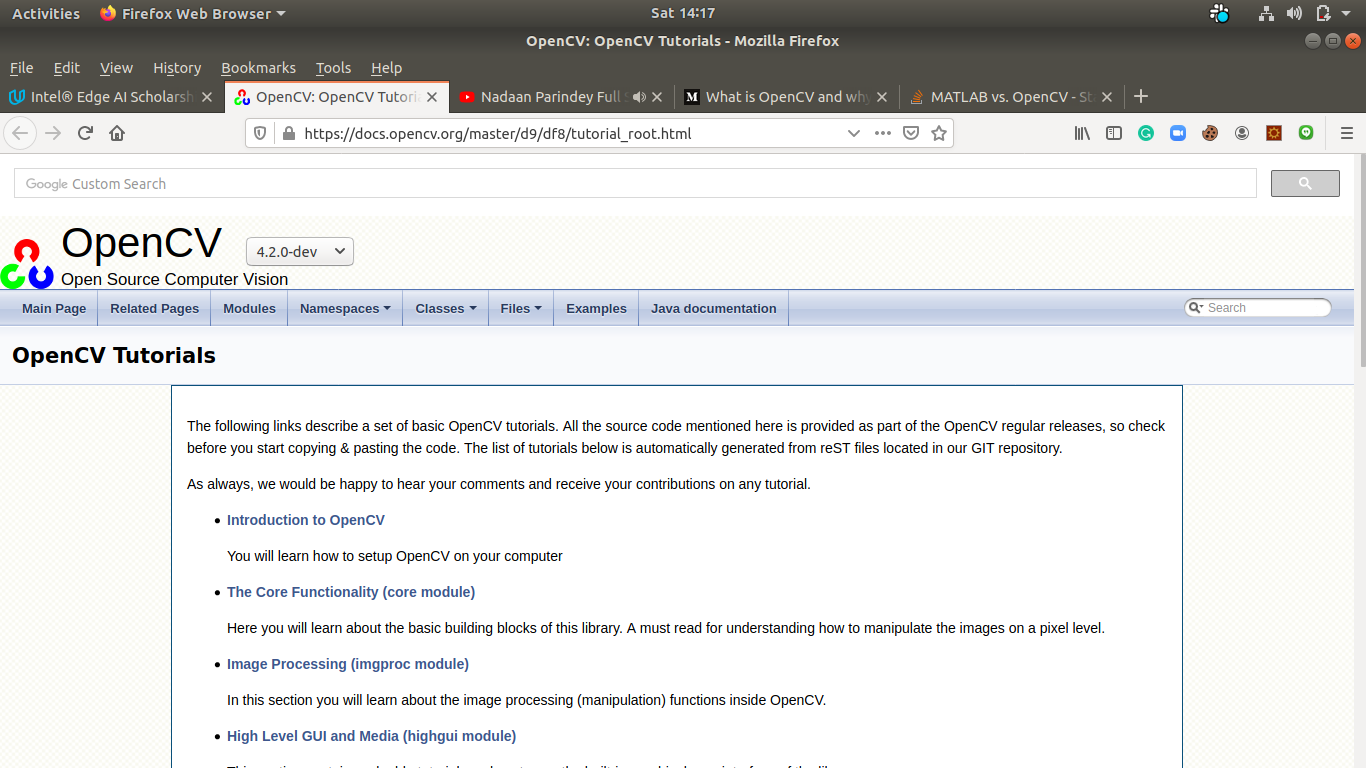 Activities Firefox Web Browser Sat 14:17
OpenCV: OpenCV Tutorials - Mozilla Firefox
File Edit View History Bookmarks Tools Help
Intel® Edge AI Scholarsh OpenCV: OpenCV Tutoria Nadaan Parindey Full What is OpenCV and why MATLAB vs. OpenCV - Sta
https://docs.opencv.org/master/d9/df8/tutorial_root.html
Google Custom Search
OpenCV 4.2.0-dev
Open Source Computer Vision
Main Page Related Pages Modules Namespaces Classes Files Examples Java documentation Search
OpenCV Tutorials
The following links describe a set of basic OpenCV tutorials. All the source code mentioned here is provided as part of the OpenCV regular releases, so check
before you start copying & pasting the code. The list of tutorials below is automatically generated from reST files located in our GIT repository.
As always, we would be happy to hear your comments and receive your contributions on any tutorial.
• Introduction to OpenCV
You will learn how to setup OpenCV on your computer
• The Core Functionality (core module)
Here you will learn about the basic building blocks of this library. A must read for understanding how to manipulate the images on a pixel level.
• Image Processing (imgproc module)
In this section you will learn about the image processing (manipulation) functions inside OpenCV.
• High Level GUI and Media (highgui module)